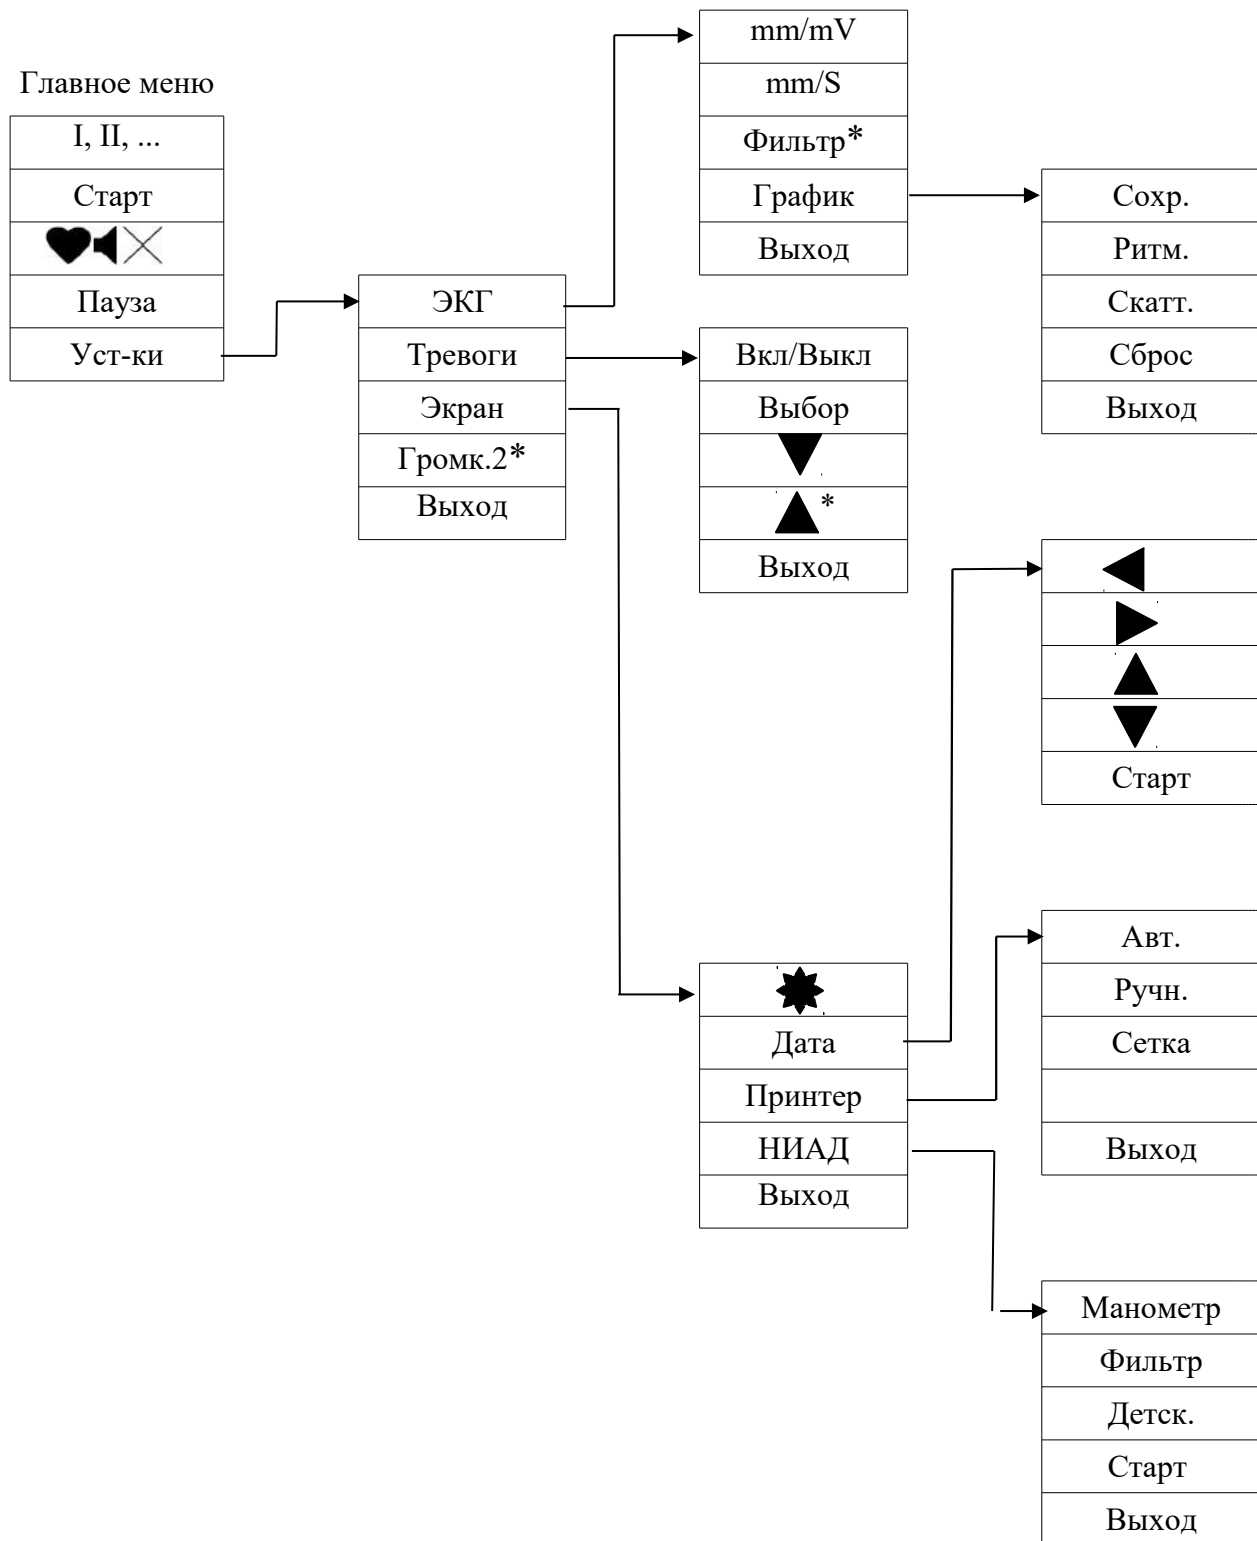 Главное меню
I, II, ...
Старт
Пауза
Уст-ки
ЭКГ
Тревоги
Экран
Громк.2*
Выход
mm/mV
mm/S
Фильтр*
График
Выход
Вкл/Выкл
Выбор
*
Выход
Дата
Принтер
НИАД
Выход
Сохр.
Ритм.
Скатт.
Сброс
Выход
Старт
Авт.
Ручн.
Сетка
Выход
Манометр
Фильтр
Детск.
Старт
Выход